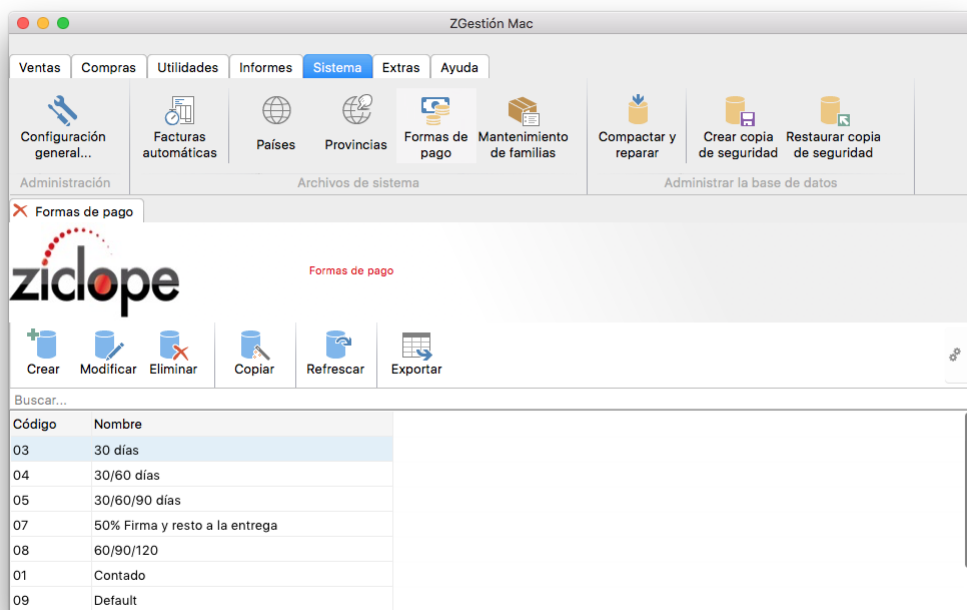 ZGestión Mac
Ventas Compras Utilidades Informes Sistema Extras Ayuda
Configuración general... Facturas automáticas Países Provincias Formas de pago Mantenimiento de familias Compactar y reparar Crear copia de seguridad Restaurar copia de seguridad
Administración Archivos de sistema Administrar la base de datos
Formas de pago
ziclope
Formas de pago
Crear Modificar Eliminar Copiar Refrescar Exportar
Buscar...
Código Nombre
03 30 días
04 30/60 días
05 30/60/90 días
07 50% Firma y resto a la entrega
08 60/90/120
01 Contado
09 Default